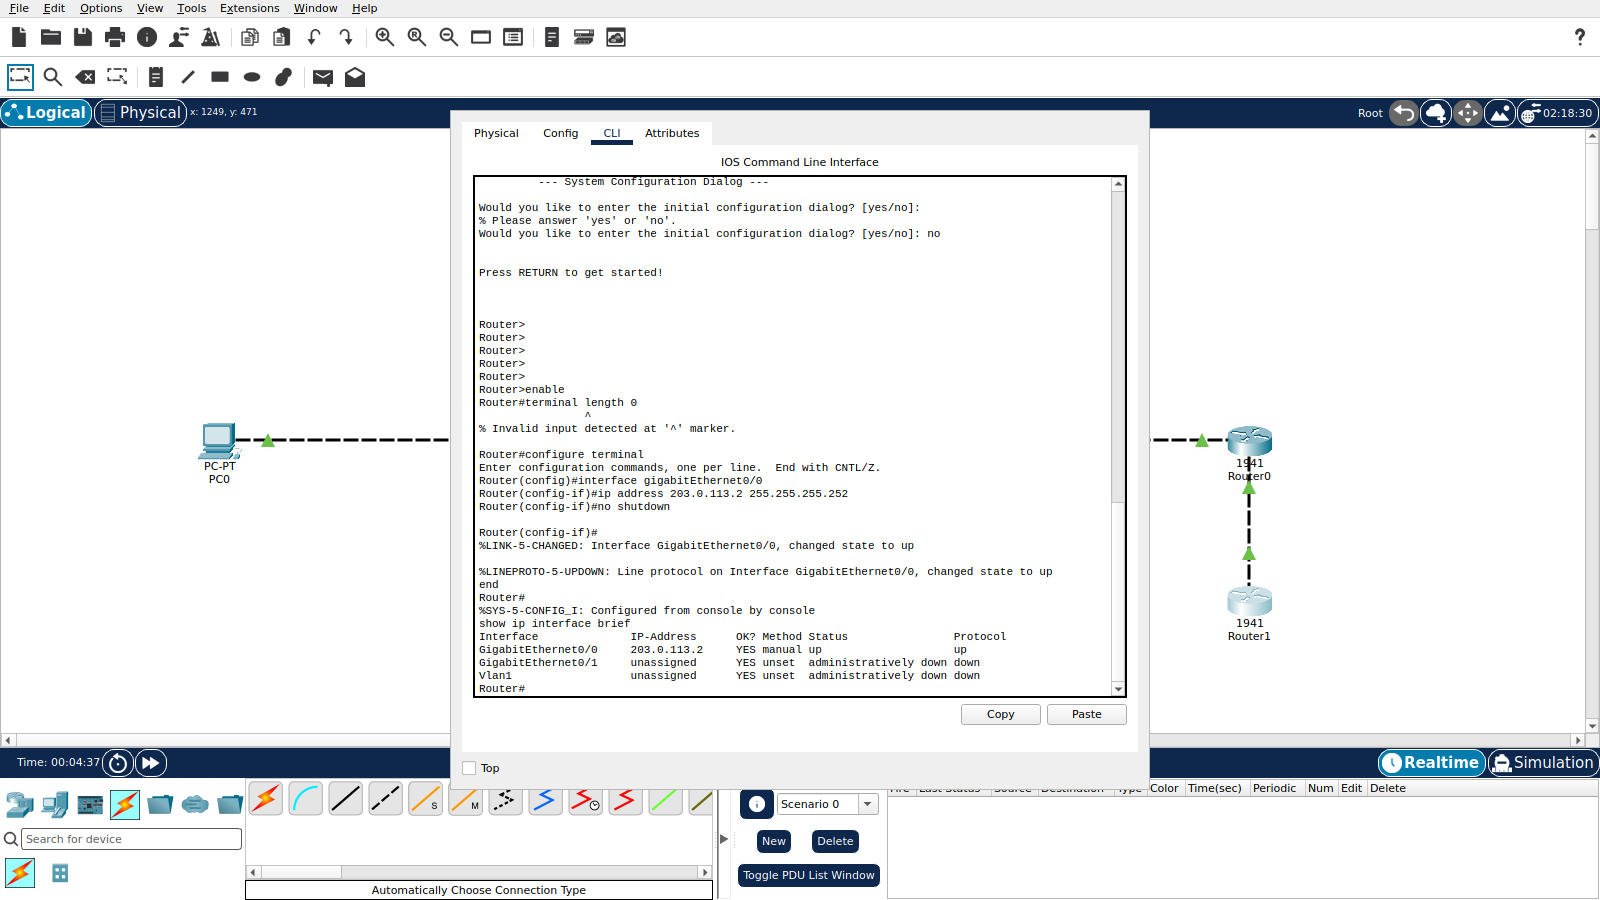 File Edit Options View Tools Extensions Window Help
Logical Physical x: 1249, y: 471 Root 02:18:30
Physical Config CLI Attributes
IOS Command Line Interface
--- System Configuration Dialog ---
Would you like to enter the initial configuration dialog? [yes/no]:
% Please answer 'yes' or 'no'.
Would you like to enter the initial configuration dialog? [yes/no]: no
Press RETURN to get started!
Router>
Router>
Router>
Router>
Router>
Router>enable
Router#terminal length 0
^
% Invalid input detected at '^' marker.
Router#configure terminal
Enter configuration commands, one per line.  End with CNTL/Z.
Router(config)#interface gigabitEthernet0/0
Router(config-if)#ip address 203.0.113.2 255.255.255.252
Router(config-if)#no shutdown
Router(config-if)#
%LINK-5-CHANGED: Interface GigabitEthernet0/0, changed state to up
%LINEPROTO-5-UPDOWN: Line protocol on Interface GigabitEthernet0/0, changed state to up
end
Router#
%SYS-5-CONFIG_I: Configured from console by console
show ip interface brief
Interface IP-Address OK? Method Status Protocol
GigabitEthernet0/0 203.0.113.2 YES manual up up
GigabitEthernet0/1 unassigned YES unset administratively down down
Vlan1 unassigned YES unset administratively down down
Router#
Copy Paste
Top
PC-PT
PC0
1941
Router0
1941
Router1
Time: 00:04:37 Realtime Simulation
S M
Search for device
Automatically Choose Connection Type
Scenario 0
New Delete
Toggle PDU List Window
Fire Last Status Source Destination Type Color Time(sec) Periodic Num Edit Delete